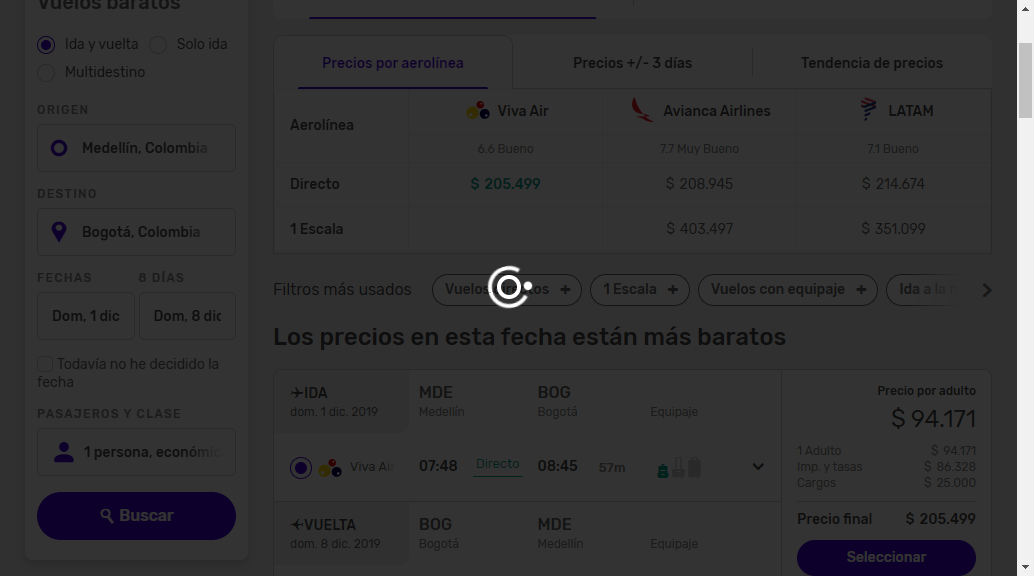 Vuelos baratos
Ida y vuelta
Solo ida
Multidestino
ORIGEN
Medellín, Colombia
DESTINO
Bogotá, Colombia
FECHAS
8 DÍAS
Dom, 1 dic
Dom, 8 dic
Todavía no he decidido la
fecha
PASAJEROS Y CLASE
1 persona, económic
Buscar
Precios por aerolínea
Precios +/- 3 días
Tendencia de precios
Aerolínea
Viva Air
Avianca Airlines
LATAM
6.6 Bueno
7.7 Muy Bueno
7.1 Bueno
Directo
$ 205.499
$ 208.945
$ 214.674
1 Escala
$ 403.497
$ 351.099
Filtros más usados
Vuelos directos +
1 Escala +
Vuelos con equipaje +
Ida a la
Los precios en esta fecha están más baratos
IDA
MDE
BOG
dom. 1 dic. 2019
Medellín
Bogotá
Equipaje
Viva Air
07:48
Directo
08:45
57m
VUELTA
BOG
MDE
dom. 8 dic. 2019
Bogotá
Medellín
Equipaje
Precio por adulto
$ 94.171
1 Adulto
$ 94.171
Imp. y tasas
$ 86.328
Cargos
$ 25.000
Precio final
$ 205.499
Seleccionar